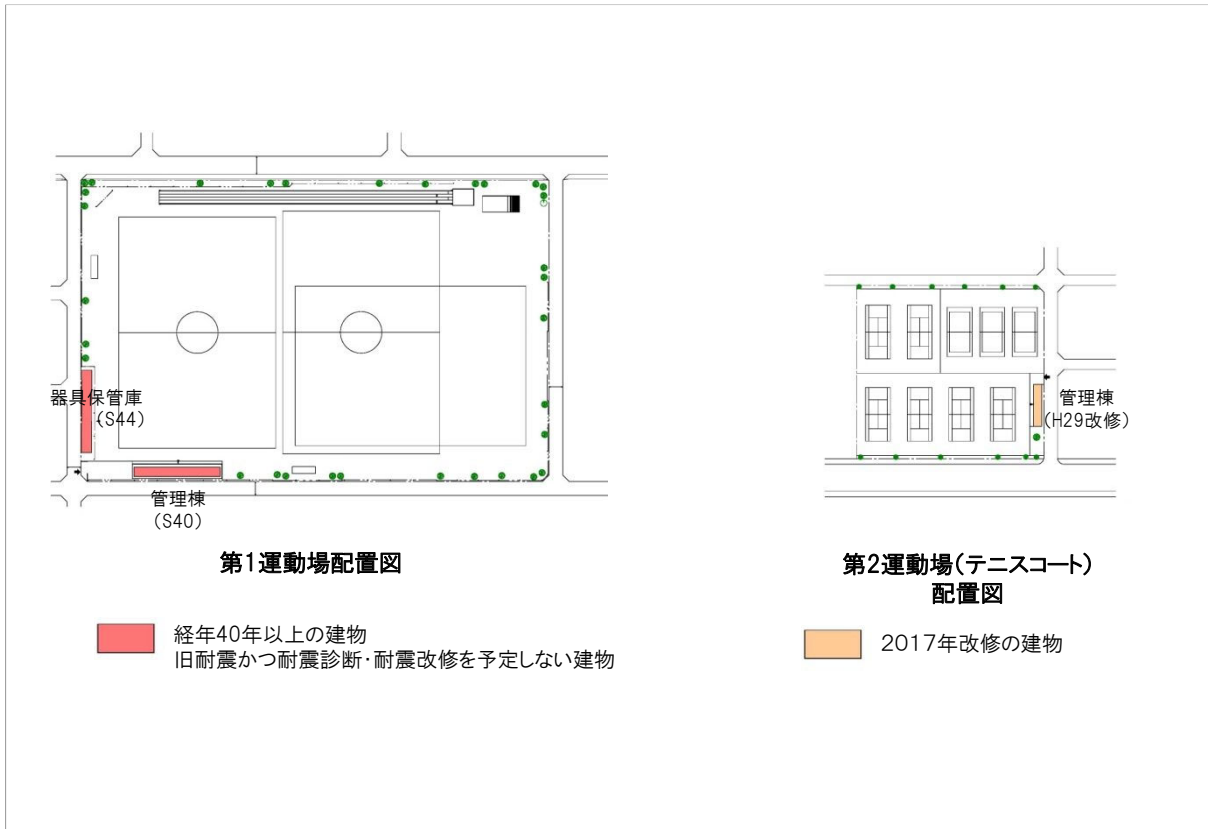 器具保管庫
(S44)
管理棟
(S40)
第1運動場配置図
経年40年以上の建物
旧耐震かつ耐震診断・耐震改修を予定しない建物
管理棟
(H29改修)
第2運動場(テニスコート)
配置図
2017年改修の建物